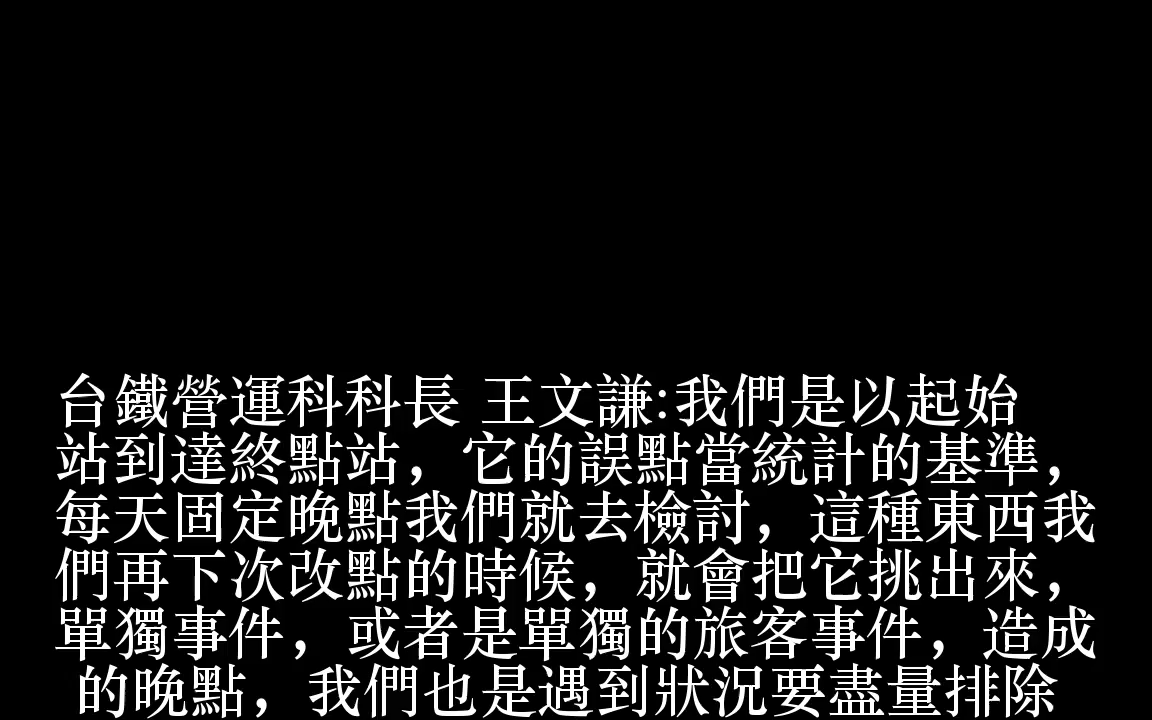 台鐵營運科科長 王文謙:我們是以起始
站到達終點站，它的誤點當統計的基準，
每天固定晚點我們就去檢討，這種東西我
們再下次改點的時候，就會把它挑出來，
單獨事件，或者是單獨的旅客事件，造成
的晚點，我們也是遇到狀況要盡量排除